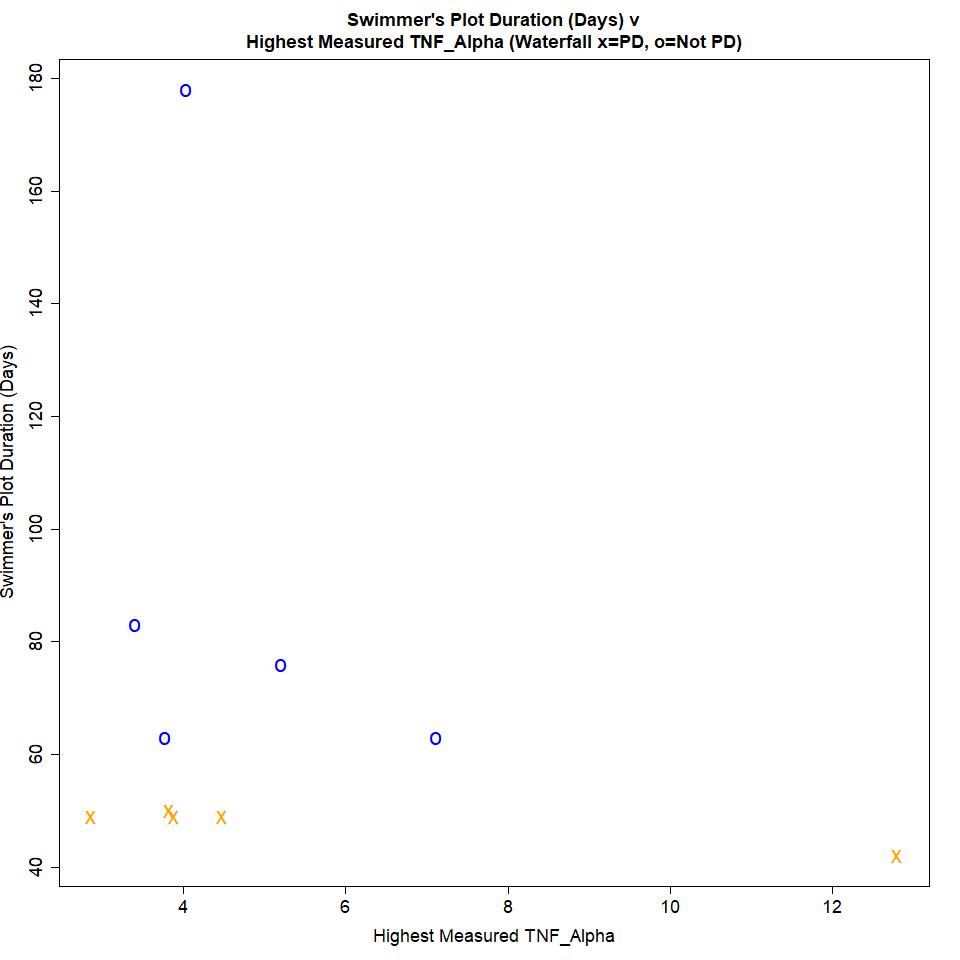 Swimmer's Plot Duration (Days) v
Highest Measured TNF_Alpha (Waterfall x=PD, o=Not PD)
Swimmer's Plot Duration (Days)
180
160
140
120
100
80
60
40
O
O
O
O
O
X
X
X
X
X
4
6
8
10
12
Highest Measured TNF_Alpha